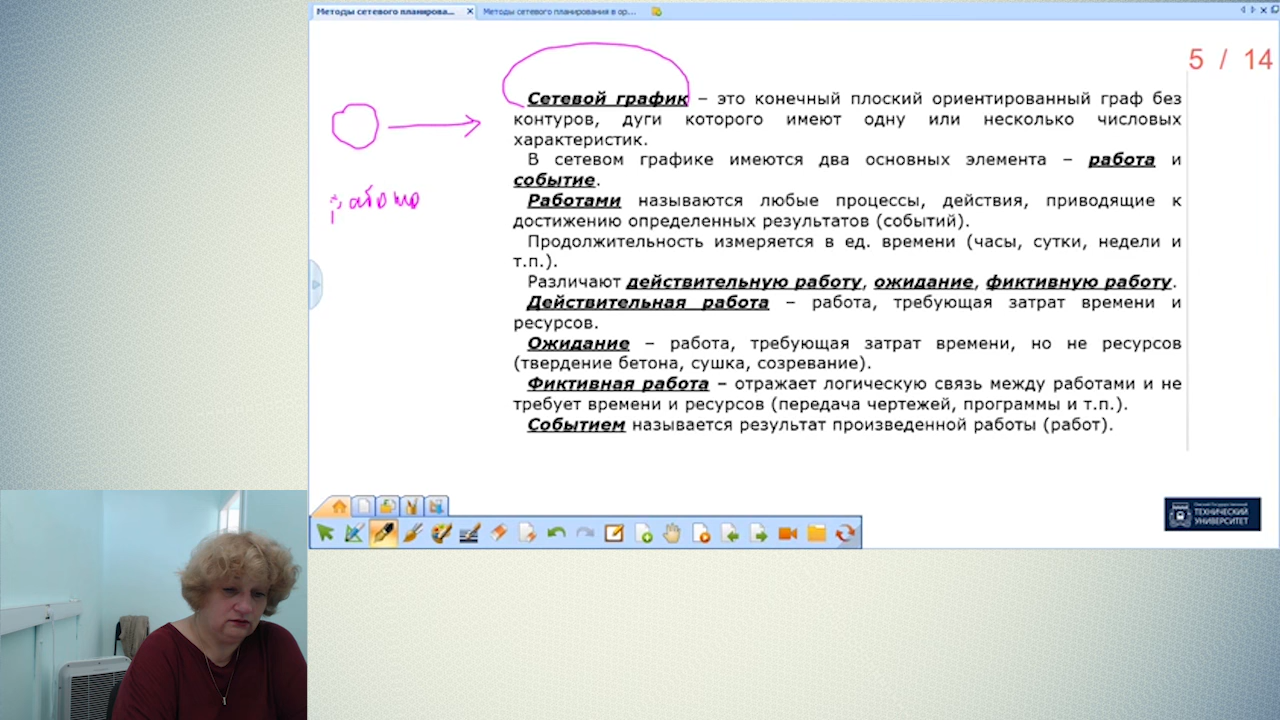 Методы сетевого планирова...
Методы сетевого планирования в ор...
5 / 14
Сетевой график – это конечный плоский ориентированный граф без
контуров, дуги которого имеют одну или несколько числовых
характеристик.
В сетевом графике имеются два основных элемента – работа и
событие.
Работами называются любые процессы, действия, приводящие к
достижению определенных результатов (событий).
Продолжительность измеряется в ед. времени (часы, сутки, недели и
т.п.).
Различают действительную работу, ожидание, фиктивную работу.
Действительная работа – работа, требующая затрат времени и
ресурсов.
Ожидание – работа, требующая затрат времени, но не ресурсов
(твердение бетона, сушка, созревание).
Фиктивная работа – отражает логическую связь между работами и не
требует времени и ресурсов (передача чертежей, программы и т.п.).
Событием называется результат произведенной работы (работ).
ТЕХНИЧЕСКИЙ
УНИВЕРСИТЕТ